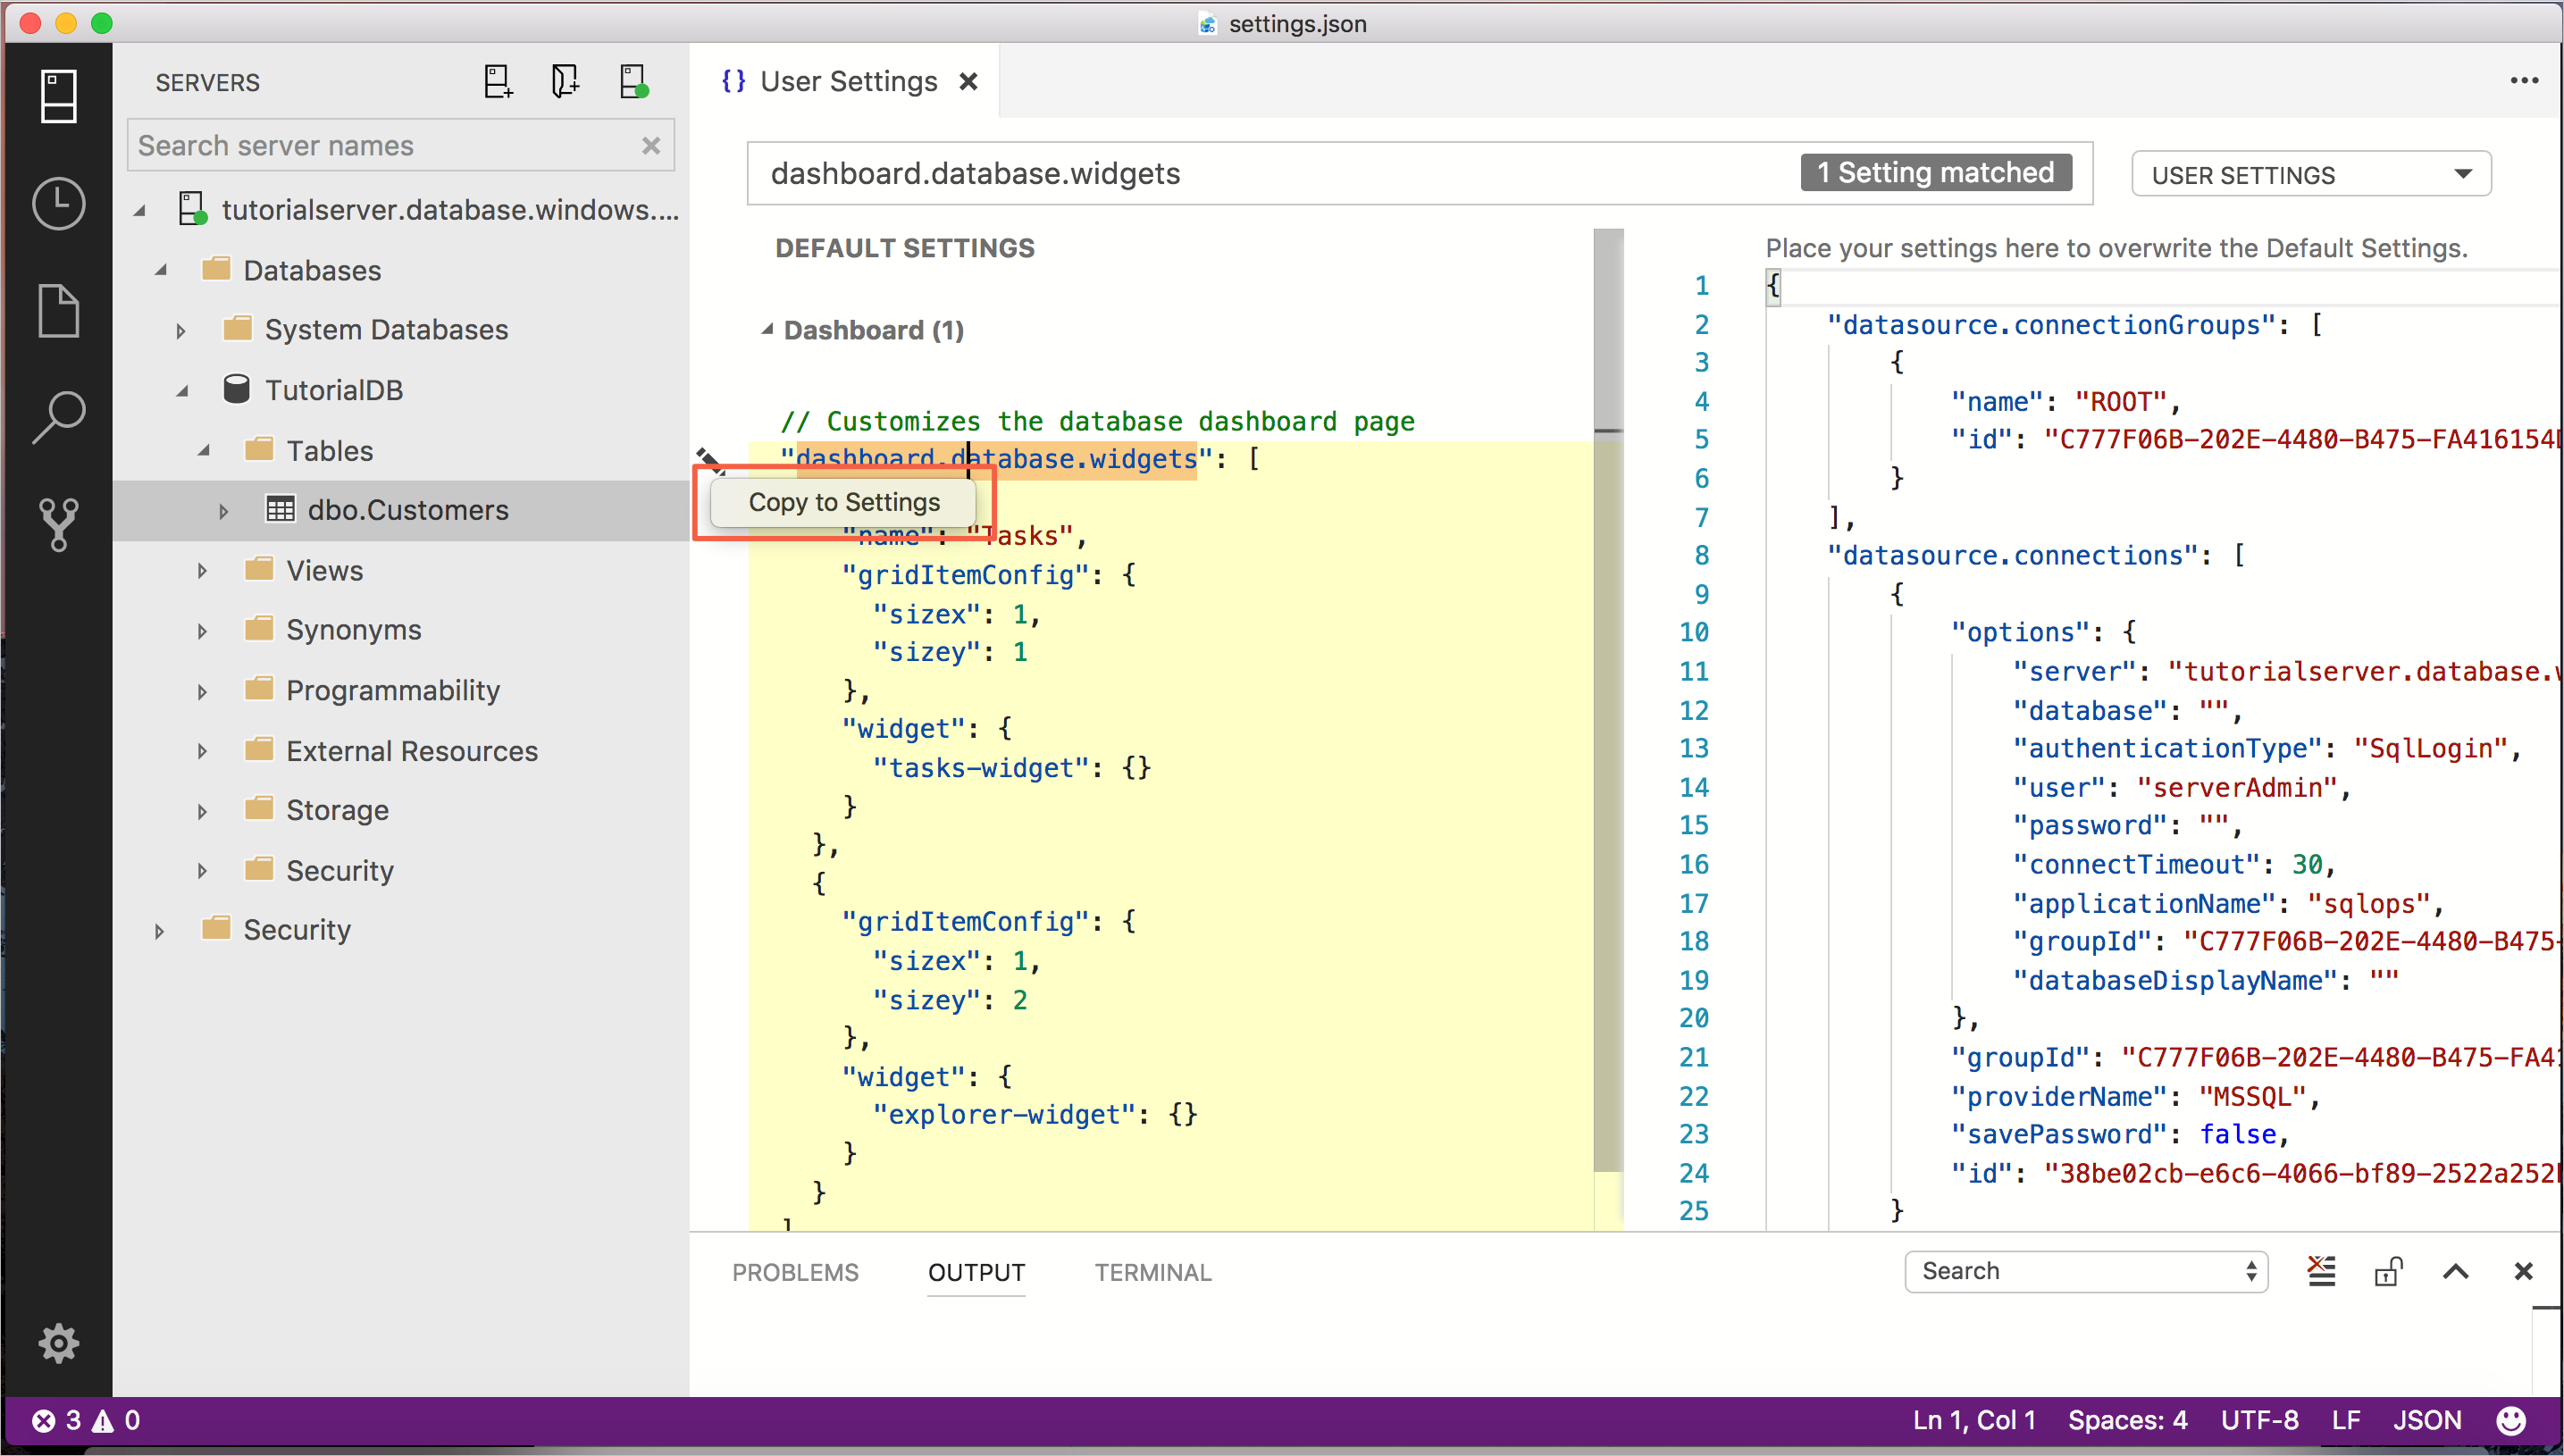 settings.json
SERVERS
Search server names
tutorialserver.database.windows....
Databases
System Databases
TutorialDB
Tables
dbo.Customers
Views
Synonyms
Programmability
External Resources
Storage
Security
Security
{} User Settings
dashboard.database.widgets
1 Setting matched
USER SETTINGS
DEFAULT SETTINGS
Dashboard (1)
// Customizes the database dashboard page
"dashboard.database.widgets": [
Copy to Settings
"name": "Tasks",
"gridItemConfig": {
"sizex": 1,
"sizey": 1
},
"widget": {
"tasks-widget": {}
}
},
{
"gridItemConfig": {
"sizex": 1,
"sizey": 2
},
"widget": {
"explorer-widget": {}
}
}
]
Place your settings here to overwrite the Default Settings.
1 {
2 "datasource.connectionGroups": [
3 {
4 "name": "ROOT",
5 "id": "C777F06B-202E-4480-B475-FA416154
6 }
7 ],
8 "datasource.connections": [
9 {
10 "options": {
11 "server": "tutorialserver.database.
12 "database": "",
13 "authenticationType": "SqlLogin",
14 "user": "serverAdmin",
15 "password": "",
16 "connectTimeout": 30,
17 "applicationName": "sqlops",
18 "groupId": "C777F06B-202E-4480-B475-
19 "databaseDisplayName": ""
20 },
21 "groupId": "C777F06B-202E-4480-B475-FA41
22 "providerName": "MSSQL",
23 "savePassword": false,
24 "id": "38be02cb-e6c6-4066-bf89-2522a252
25 }
PROBLEMS
OUTPUT
TERMINAL
Search
3
0
Ln 1, Col 1
Spaces: 4
UTF-8
LF
JSON